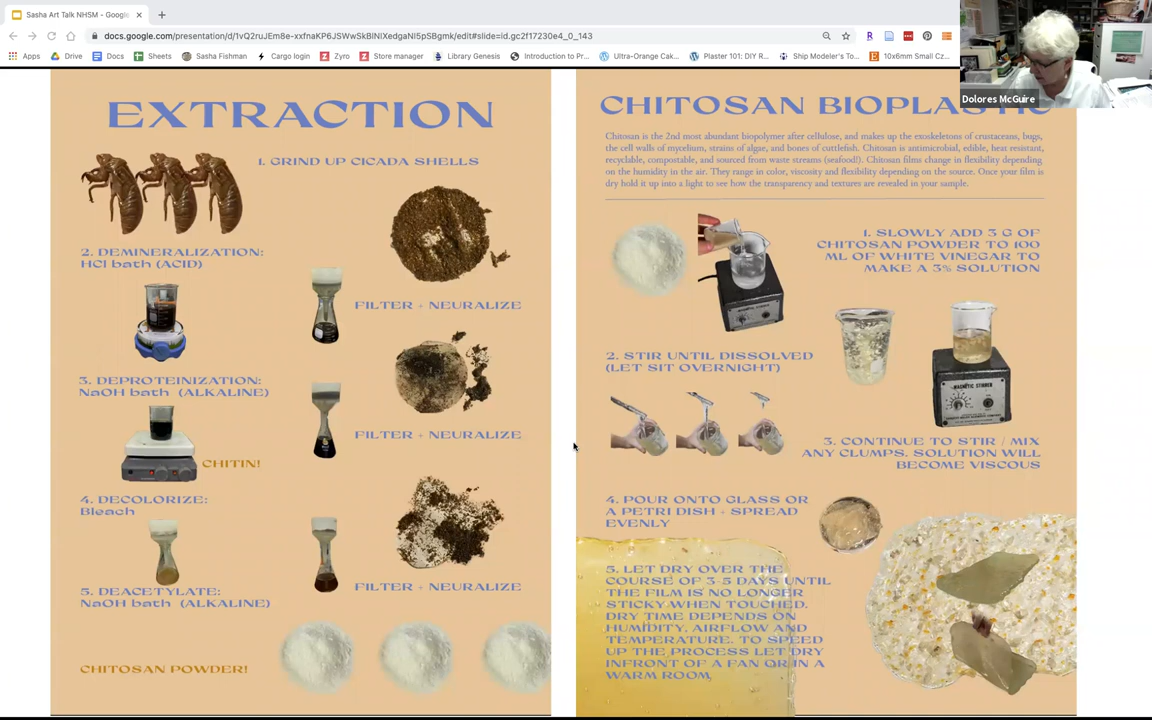 Sasha Art Talk NHSM - Google
docs.google.com/presentation/d/1vQ2ruJEm8e-xxfnaKP6JSWwSkBlNlXedgaNl5pSBgmk/edit#slide=id.gc2f17230e4_0_143
Apps Drive Docs Sheets Sasha Fishman Cargo login Zyro Store manager Library Genesis Introduction to Pr... Ultra-Orange Cak... Plaster 101: DIY R... Ship Modeler's To... 10x6mm Small Cz...
Dolores McGuire
EXTRACTION
1. GRIND UP CICADA SHELLS
2. DEMINERALIZATION:
HCl bath (ACID)
FILTER + NEURALIZE
3. DEPROTEINIZATION:
NaOH bath (ALKALINE)
FILTER + NEURALIZE
CHITIN!
4. DECOLORIZE:
Bleach
5. DEACETYLATE:
NaOH bath (ALKALINE)
FILTER + NEURALIZE
CHITOSAN POWDER!
CHITOSAN BIOPLASTIC
Chitosan is the 2nd most abundant biopolymer after cellulose, and makes up the exoskeletons of crustaceans, bugs,
the cell walls of mycelium, strains of algae, and bones of cuttlefish. Chitosan is antimicrobial, edible, heat resistant,
recyclable, compostable, and sourced from waste streams (seafood!). Chitosan films change in flexibility depending
on the humidity in the air. They range in color, viscosity and flexibility depending on the source. Once your film is
dry hold it up into a light to see how the transparency and textures are revealed in your sample.
1. SLOWLY ADD 3 G OF
CHITOSAN POWDER TO 100
ML OF WHITE VINEGAR TO
MAKE A 3% SOLUTION
2. STIR UNTIL DISSOLVED
(LET SIT OVERNIGHT)
MAGNETIC STIRRER
3. CONTINUE TO STIR / MIX
ANY CLUMPS. SOLUTION WILL
BECOME VISCOUS
4. POUR ONTO GLASS OR
A PETRI DISH + SPREAD
EVENLY
5. LET DRY OVER THE
COURSE OF 3-5 DAYS UNTIL
THE FILM IS NO LONGER
STICKY WHEN TOUCHED.
DRY TIME DEPENDS ON
HUMIDITY, AIRFLOW AND
TEMPERATURE. TO SPEED
UP THE PROCESS LET DRY
INFRONT OF A FAN OR IN A
WARM ROOM,